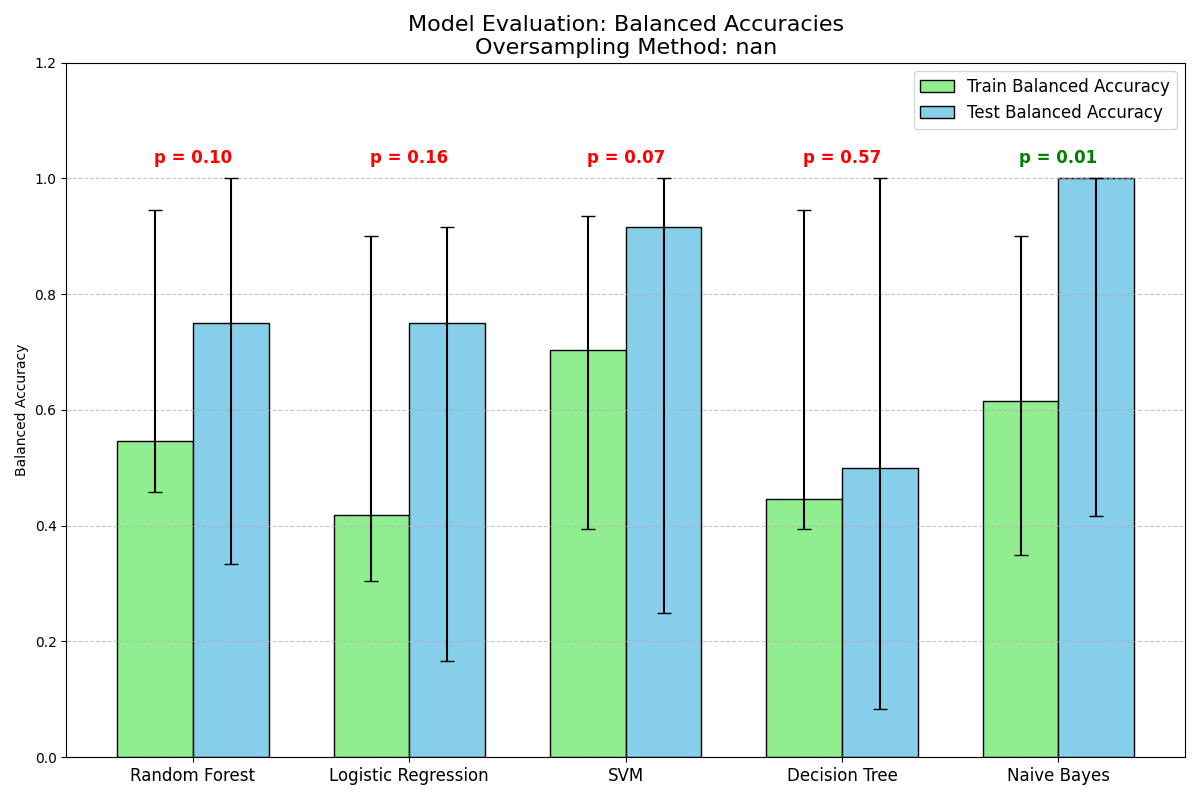 Model Evaluation: Balanced Accuracies
Oversampling Method: nan
Train Balanced Accuracy
Test Balanced Accuracy
p = 0.10
p = 0.16
p = 0.07
p = 0.57
p = 0.01
Balanced Accuracy
1.2
1.0
0.8
0.6
0.4
0.2
0.0
Random Forest
Logistic Regression
SVM
Decision Tree
Naive Bayes